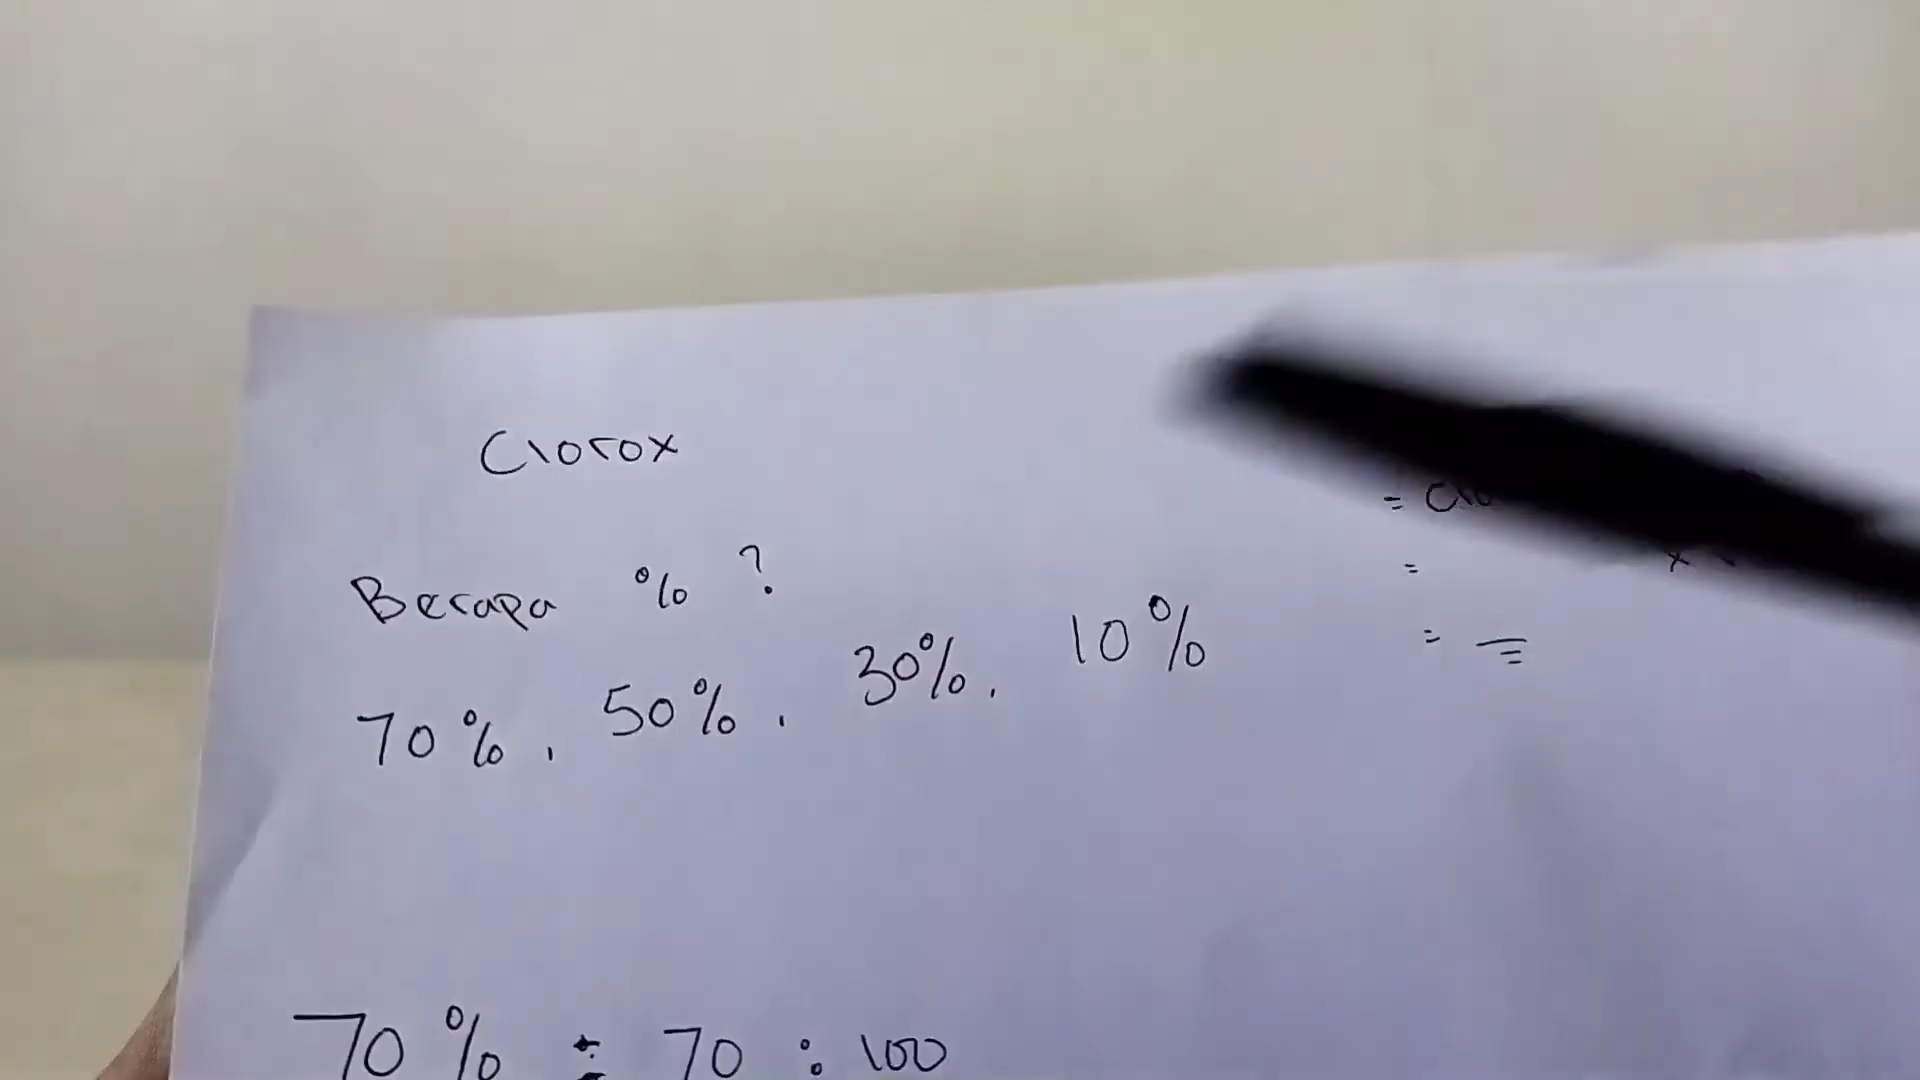 Clorox
Berapa % ?
70%, 50%, 30%, 10%
70% = 70 : 100